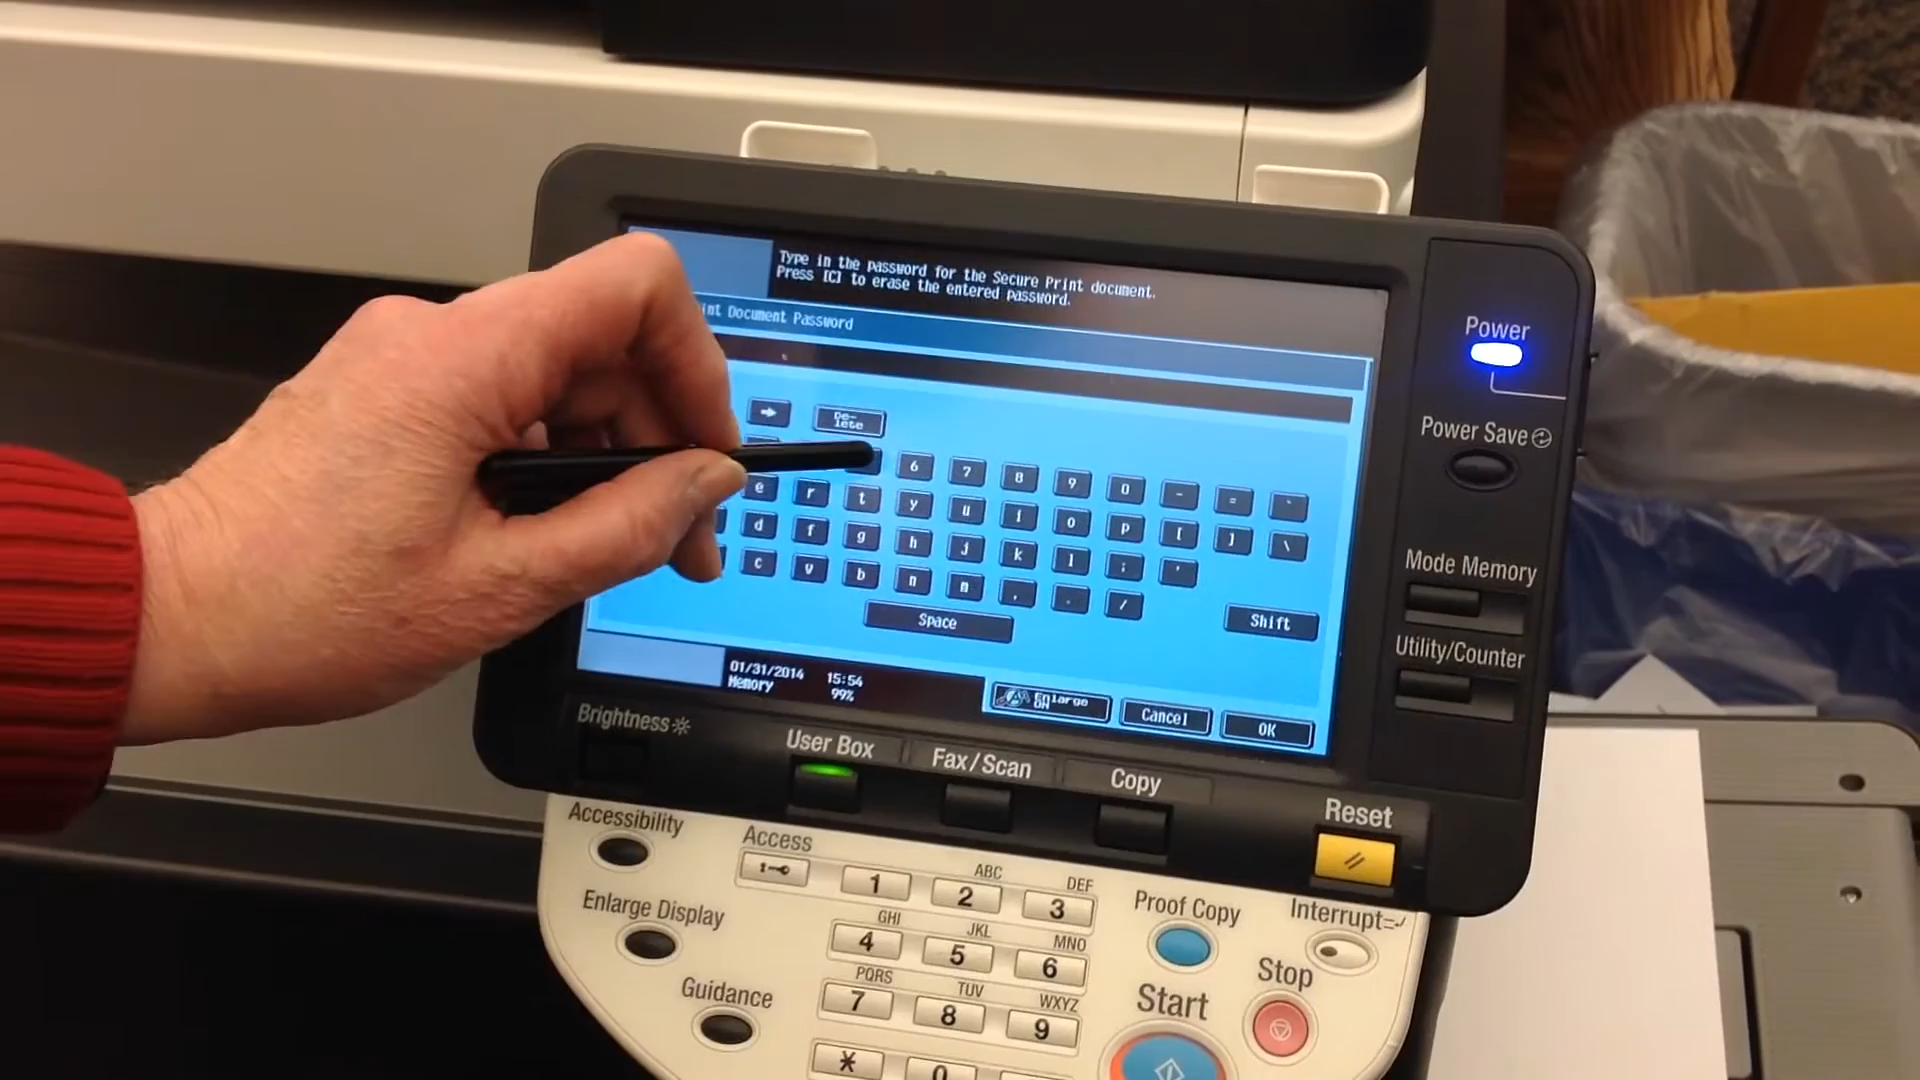 Type in the password for the Secure Print document.
Press [C] to erase the entered password.
int Document Password
De-
lete
6 7 8 9 0 - = `
e r t y u i o p [ ] \
d f g h j k l ; '
c v b n m , . /
Space
Shift
01/31/2014 15:54
Memory 99%
Enlarge
ON
Cancel
OK
Power
Power Save
Mode Memory
Utility/Counter
Brightness
User Box
Fax/Scan
Copy
Reset
Accessibility
Access
Enlarge Display
Guidance
1
ABC
2
DEF
3
GHI
4
JKL
5
MNO
6
PQRS
7
TUV
8
WXYZ
9
*
0
Proof Copy
Interrupt
Stop
Start